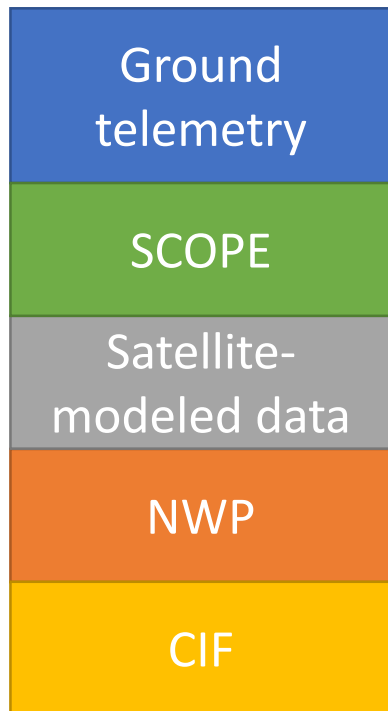 Ground
telemetry
SCOPE
Satellite-
modeled data
NWP
CIF